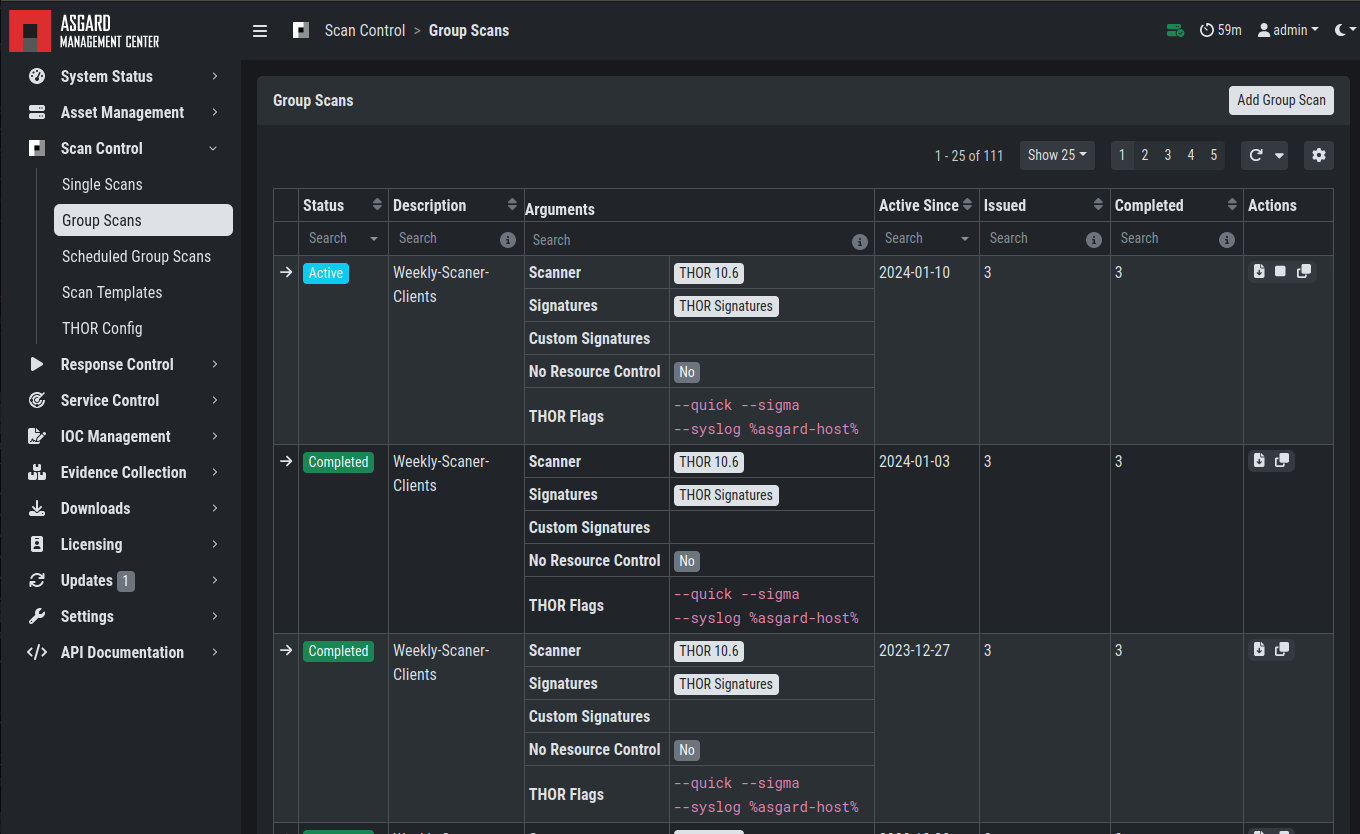 ASGARD
MANAGEMENT CENTER
Scan Control > Group Scans
59m
admin
System Status
Asset Management
Scan Control
Single Scans
Group Scans
Scheduled Group Scans
Scan Templates
THOR Config
Response Control
Service Control
IOC Management
Evidence Collection
Downloads
Licensing
Updates 1
Settings
API Documentation
Group Scans
Add Group Scan
1 - 25 of 111
Show 25
1 2 3 4 5
Status Description Arguments Active Since Issued Completed Actions
Search Search Search Search Search Search
Active Weekly-Scaner-Clients Scanner THOR 10.6 2024-01-10 3 3
Signatures THOR Signatures
Custom Signatures
No Resource Control No
THOR Flags --quick --sigma
--syslog %asgard-host%
Completed Weekly-Scaner-Clients Scanner THOR 10.6 2024-01-03 3 3
Signatures THOR Signatures
Custom Signatures
No Resource Control No
THOR Flags --quick --sigma
--syslog %asgard-host%
Completed Weekly-Scaner-Clients Scanner THOR 10.6 2023-12-27 3 3
Signatures THOR Signatures
Custom Signatures
No Resource Control No
THOR Flags --quick --sigma
--syslog %asgard-host%